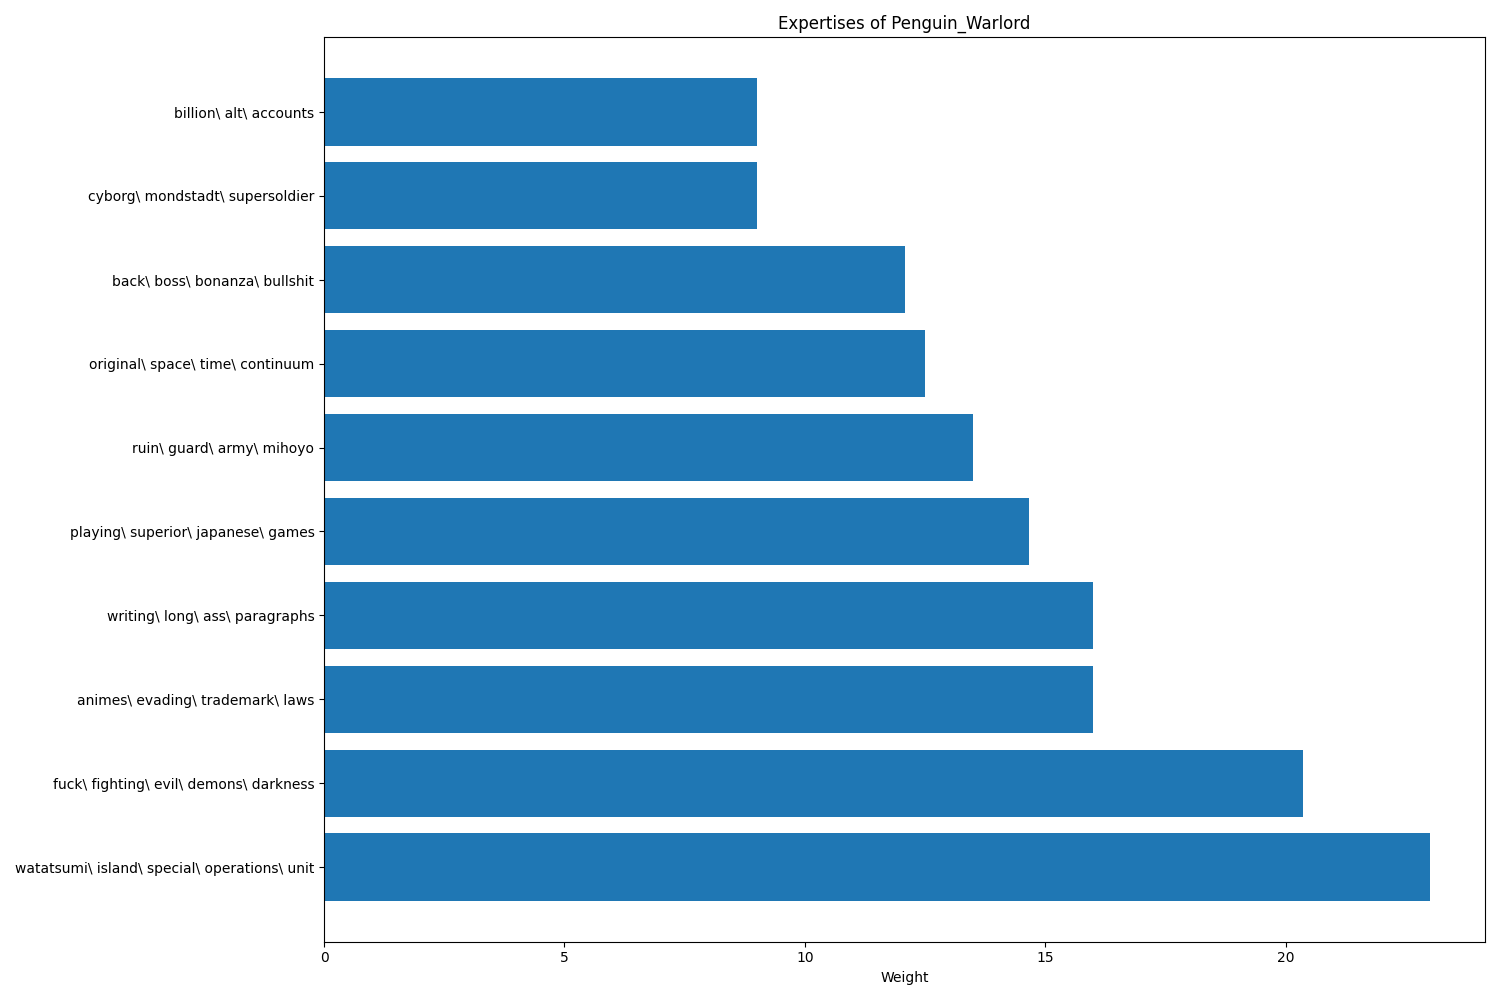 Expertises of Penguin_Warlord
billion\ alt\ accounts
cyborg\ mondstadt\ supersoldier
back\ boss\ bonanza\ bullshit
original\ space\ time\ continuum
ruin\ guard\ army\ mihoyo
playing\ superior\ japanese\ games
writing\ long\ ass\ paragraphs
animes\ evading\ trademark\ laws
fuck\ fighting\ evil\ demons\ darkness
watatsumi\ island\ special\ operations\ unit
0 5 10 15 20
Weight